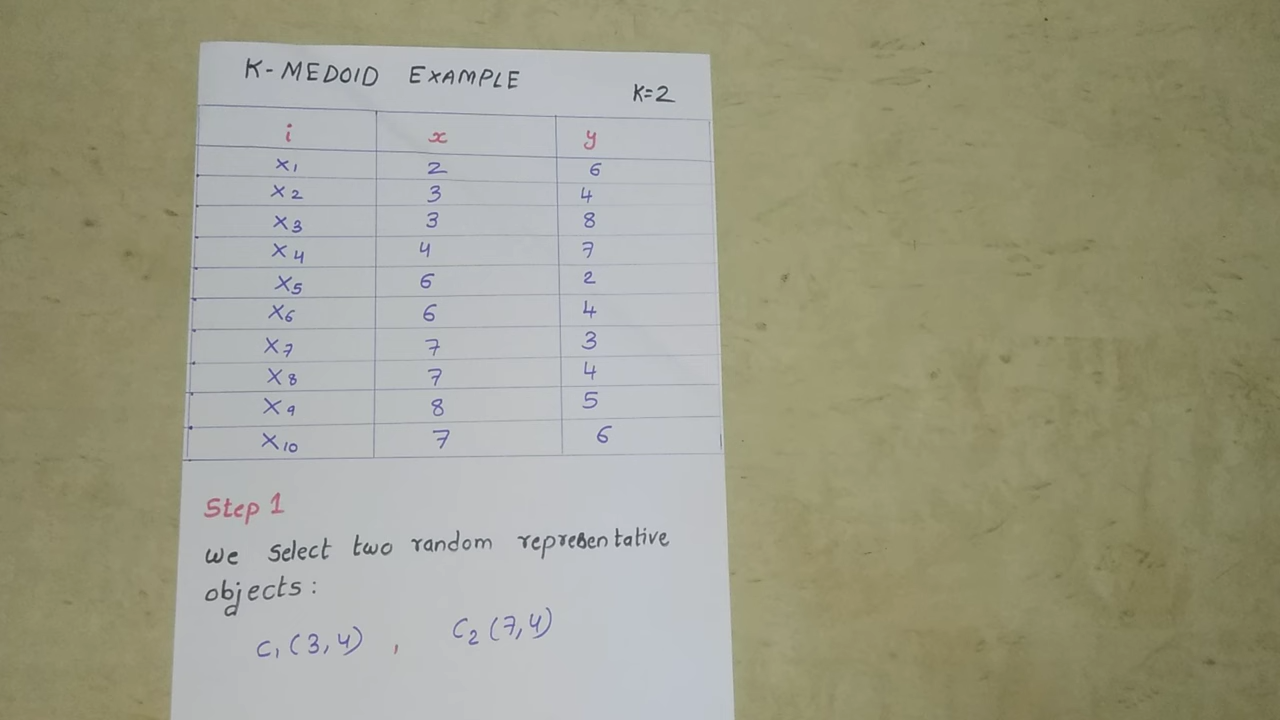 K-MEDOID EXAMPLE
K=2
i x y
X1 2 6
X2 3 4
X3 3 8
X4 4 7
X5 6 2
X6 6 4
X7 7 3
X8 7 4
X9 8 5
X10 7 6
Step 1
we select two random representative
objects:
C1(3,4) , C2(7,4)